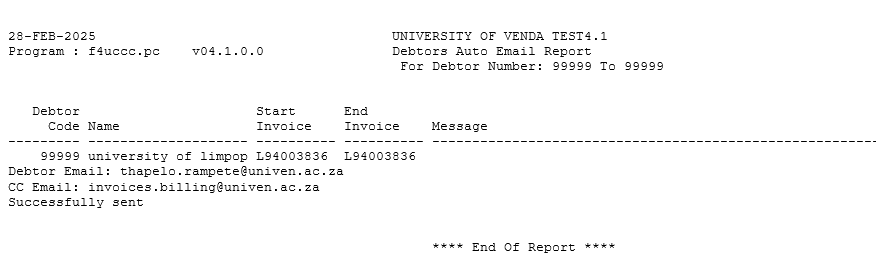 28-FEB-2025                                     UNIVERSITY OF VENDA TEST4.1
Program : f4uccc.pc    v04.1.0.0                Debtors Auto Email Report
                                                 For Debtor Number: 99999 To 99999
   Debtor                      Start      End
     Code Name                 Invoice    Invoice    Message
--------- -------------------- ---------- ---------- --------------------------------------------------------
    99999 university of limpop L94003836  L94003836
Debtor Email: thapelo.rampete@univen.ac.za
CC Email: invoices.billing@univen.ac.za
Successfully sent
                                                     **** End Of Report ****